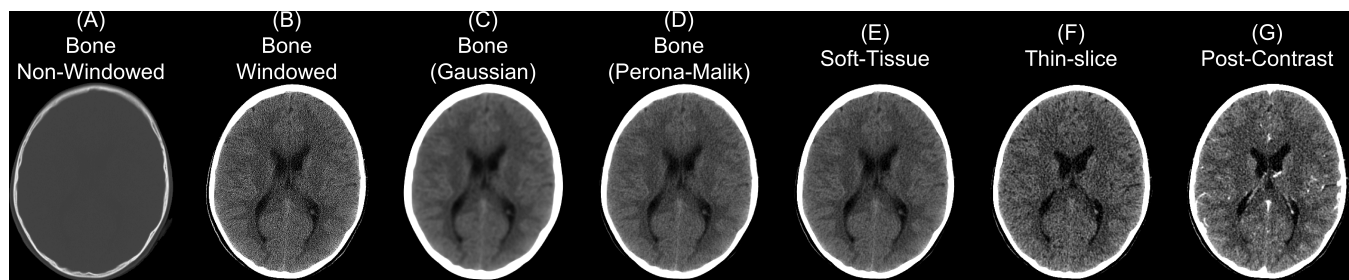 (A)
Bone
Non-Windowed
(B)
Bone
Windowed
(C)
Bone
(Gaussian)
(D)
Bone
(Perona-Malik)
(E)
Soft-Tissue
(F)
Thin-slice
(G)
Post-Contrast